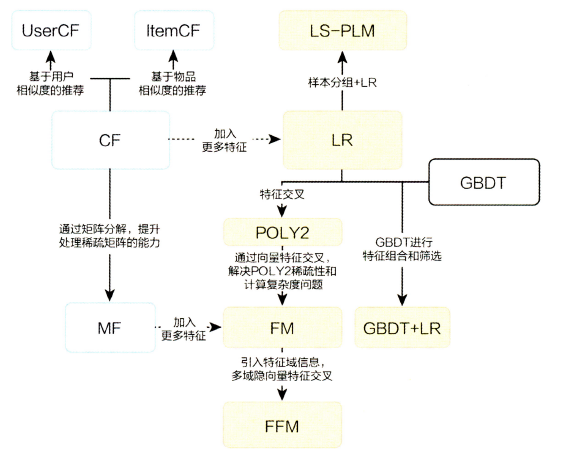 UserCF
ItemCF
LS-PLM
基于用户
相似度的推荐
基于物品
相似度的推荐
样本分组+LR
CF
加入
更多特征
LR
GBDT
特征交叉
POLY2
通过矩阵分解，提升
处理稀疏矩阵的能力
通过向量特征交叉，
解决POLY2稀疏性和
计算复杂度问题
GBDT进行
特征组合和筛选
MF
加入
更多特征
FM
GBDT+LR
引入特征域信息，
多域隐向量特征交叉
FFM